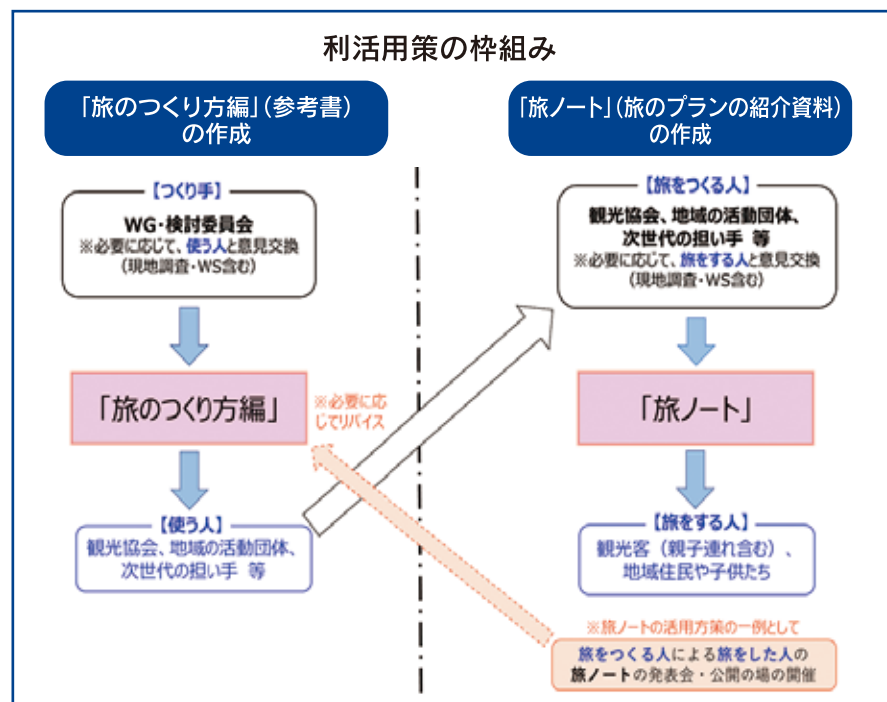 利活用策の枠組み
「旅のつくり方編」（参考書）
の作成
【つくり手】
WG・検討委員会
※必要に応じて、使う人と意見交換
（現地調査・WS含む）
「旅のつくり方編」
※必要に応
じてリバイス
【使う人】
観光協会、地域の活動団体、
次世代の担い手 等
「旅ノート」（旅のプランの紹介資料）
の作成
【旅をつくる人】
観光協会、地域の活動団体、
次世代の担い手 等
※必要に応じて、旅をする人と意見交換
（現地調査・WS含む）
「旅ノート」
【旅をする人】
観光客（親子連れ含む）、
地域住民や子供たち
※旅ノートの活用方策の一例として
旅をつくる人による旅をした人の
旅ノートの発表会・公開の場の開催